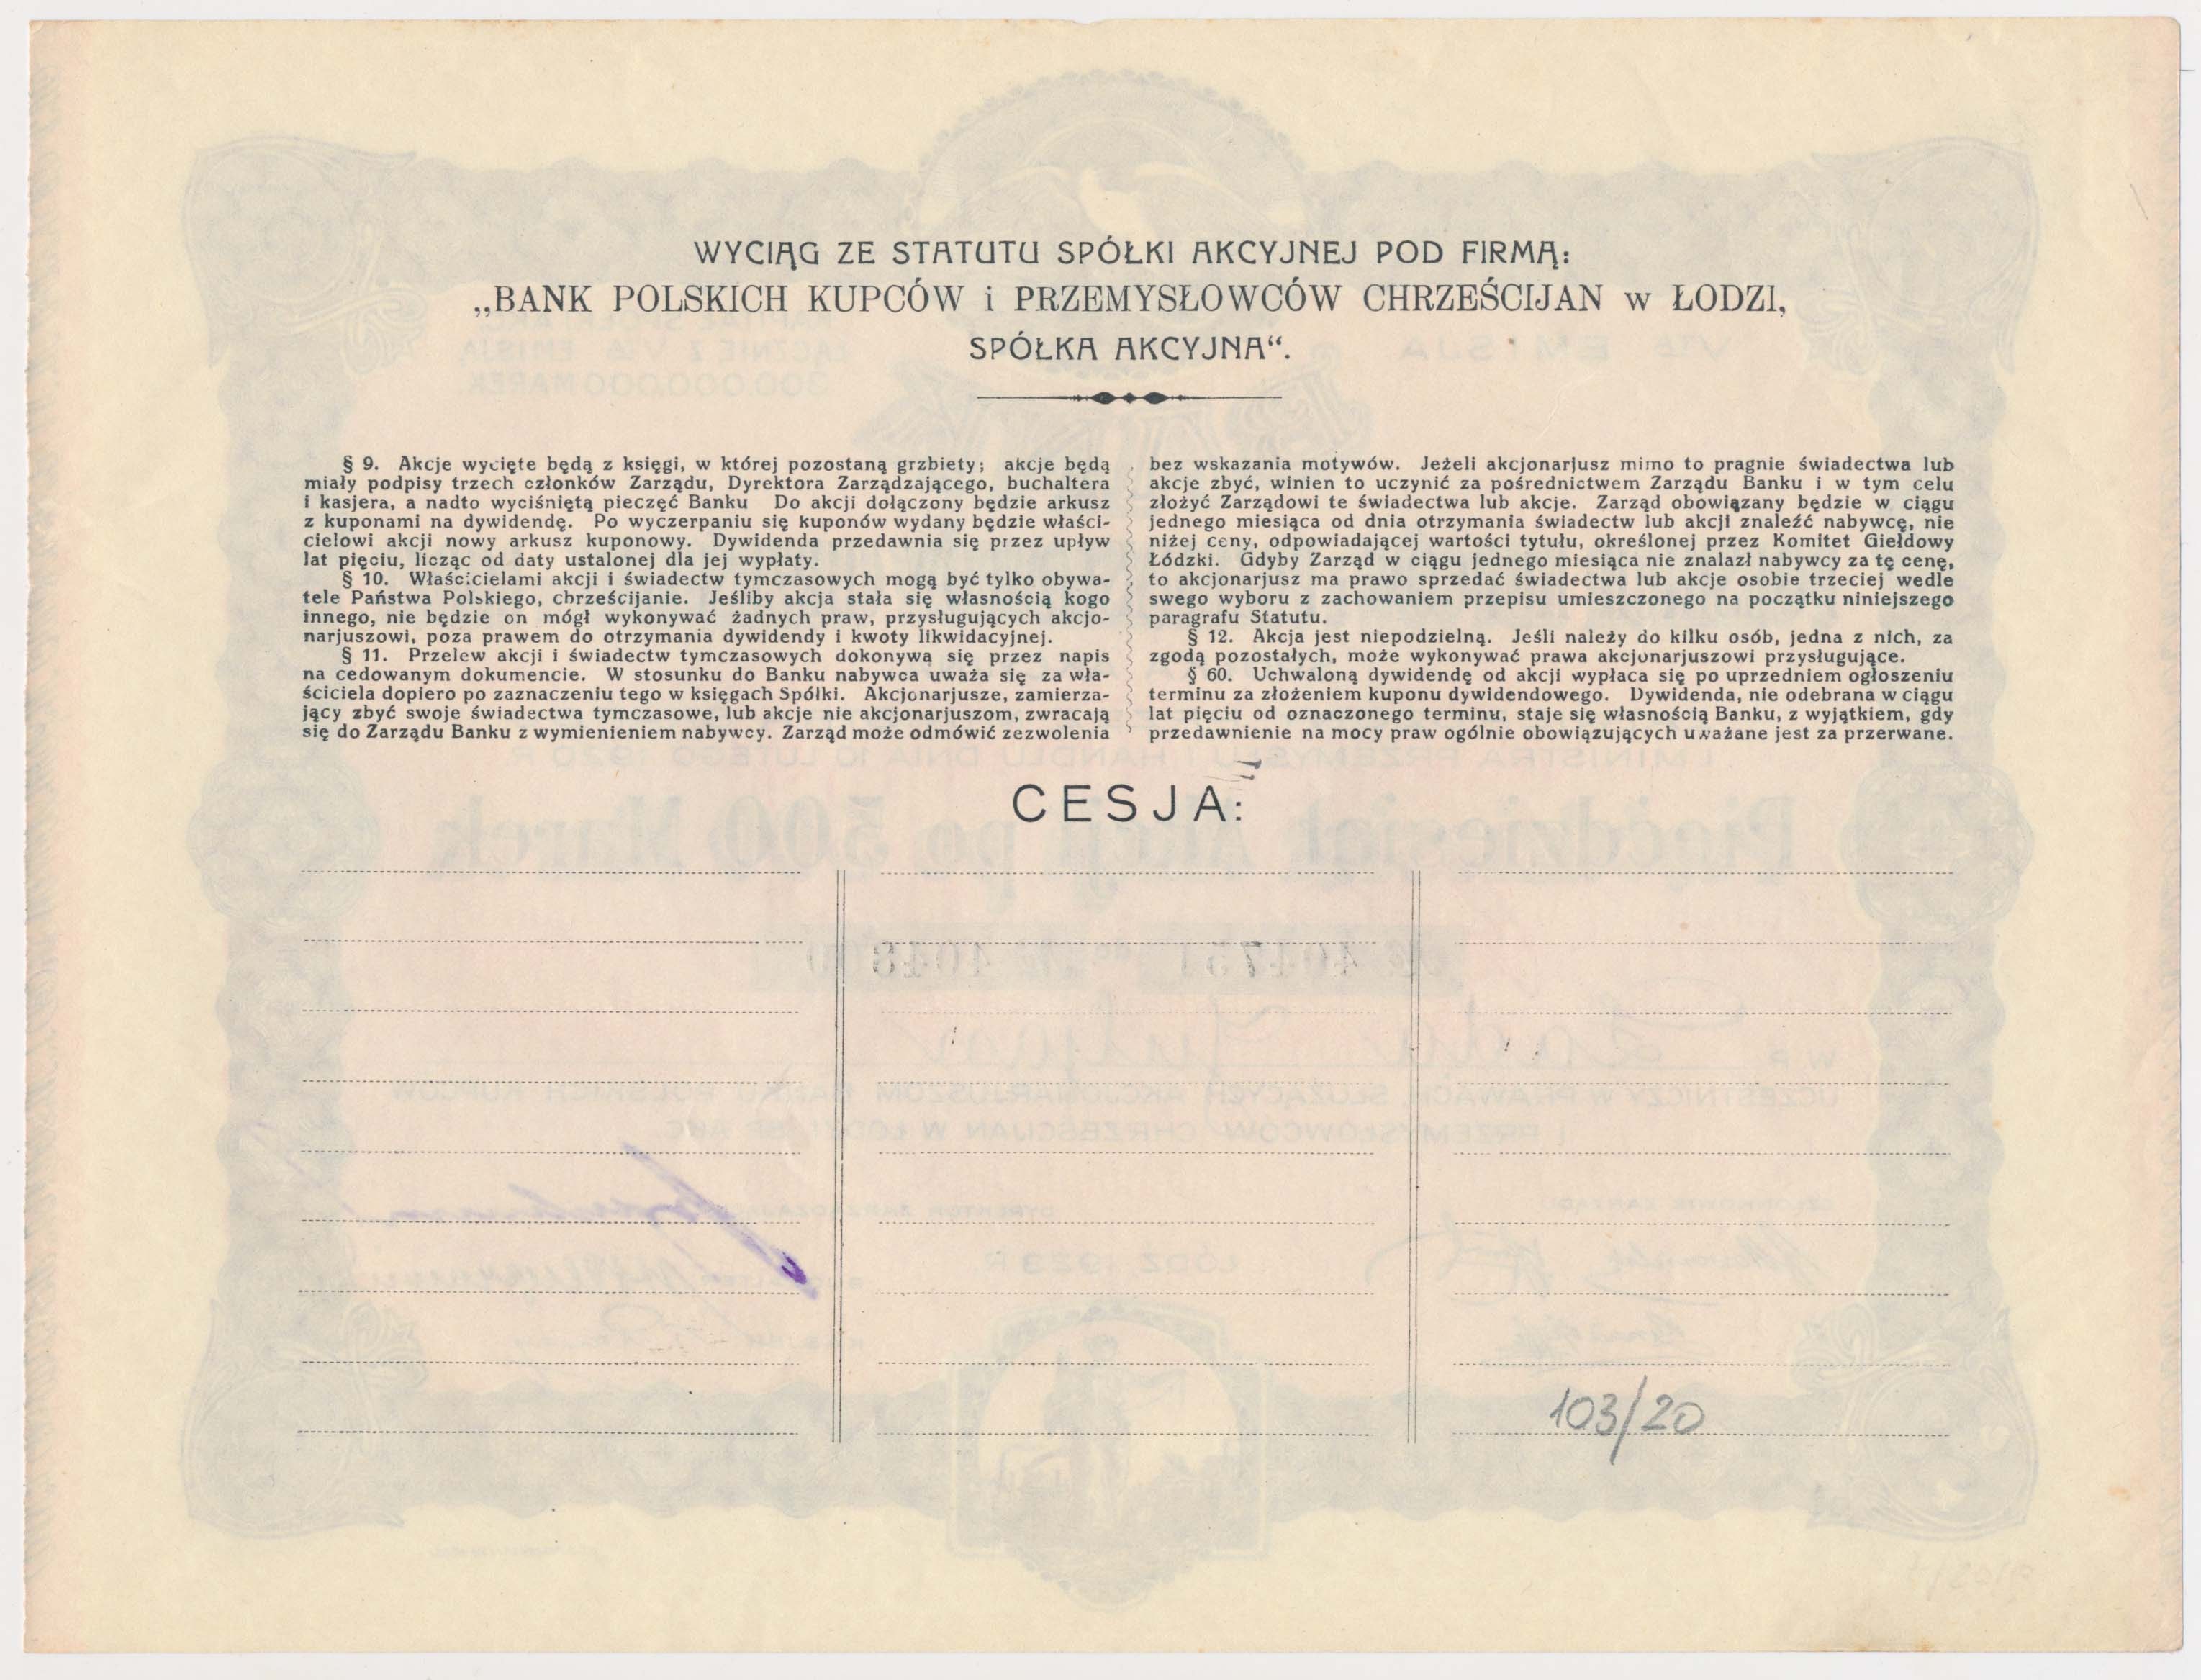 WYCIĄG ZE STATUTU SPÓŁKI AKCYJNEJ POD FIRMĄ:
„BANK POLSKICH KUPCÓW i PRZEMYSŁOWCÓW CHRZEŚCIJAN w ŁODZI,
SPÓŁKA AKCYJNA“.
§ 9. Akcje wycięte będą z księgi, w której pozostaną grzbiety; akcje będą
miały podpisy trzech członków Zarządu, Dyrektora Zarządzającego, buchaltera
i kasjera, a nadto wyciśniętą pieczęć Banku Do akcji dołączony będzie arkusz
z kuponami na dywidendę. Po wyczerpaniu się kuponów wydany będzie właści-
cielowi akcji nowy arkusz kuponowy. Dywidenda przedawnia się przez upływ
lat pięciu, licząc od daty ustalonej dla jej wypłaty.
§ 10. Właścicielami akcji i świadectw tymczasowych mogą być tylko obywa-
tele Państwa Polskiego, chrześcijanie. Jeśliby akcja stała się własnością kogo
innego, nie będzie on mógł wykonywać żadnych praw, przysługujących akcjo-
narjuszowi, poza prawem do otrzymania dywidendy i kwoty likwidacyjnej.
§ 11. Przelew akcji i świadectw tymczasowych dokonywa się przez napis
na cedowanym dokumencie. W stosunku do Banku nabywca uważa się za wła-
ściciela dopiero po zaznaczeniu tego w księgach Spółki. Akcjonarjusze, zamierza-
jący zbyć swoje świadectwa tymczasowe, lub akcje nie akcjonarjuszom, zwracają
się do Zarządu Banku z wymienieniem nabywcy. Zarząd może odmówić zezwolenia
bez wskazania motywów. Jeżeli akcjonarjusz mimo to pragnie świadectwa lub
akcje zbyć, winien to uczynić za pośrednictwem Zarządu Banku i w tym celu
złożyć Zarządowi te świadectwa lub akcje. Zarząd obowiązany będzie w ciągu
jednego miesiąca od dnia otrzymania świadectw lub akcji znaleźć nabywcę, nie
niżej ceny, odpowiadającej wartości tytułu, określonej przez Komitet Giełdowy
Łódzki. Gdyby Zarząd w ciągu jednego miesiąca nie znalazł nabywcy za tę cenę,
to akcjonarjusz ma prawo sprzedać świadectwa lub akcje osobie trzeciej wedle
swego wyboru z zachowaniem przepisu umieszczonego na początku niniejszego
paragrafu Statutu.
§ 12. Akcja jest niepodzielną. Jeśli należy do kilku osób, jedna z nich, za
zgodą pozostałych, może wykonywać prawa akcjonarjuszowi przysługujące.
§ 60. Uchwaloną dywidendę od akcji wypłaca się po uprzedniem ogłoszeniu
terminu za złożeniem kuponu dywidendowego. Dywidenda, nie odebrana w ciągu
lat pięciu od oznaczonego terminu, staje się własnością Banku, z wyjątkiem, gdy
przedawnienie na mocy praw ogólnie obowiązujących uważane jest za przerwane.
CESJA:
103/20